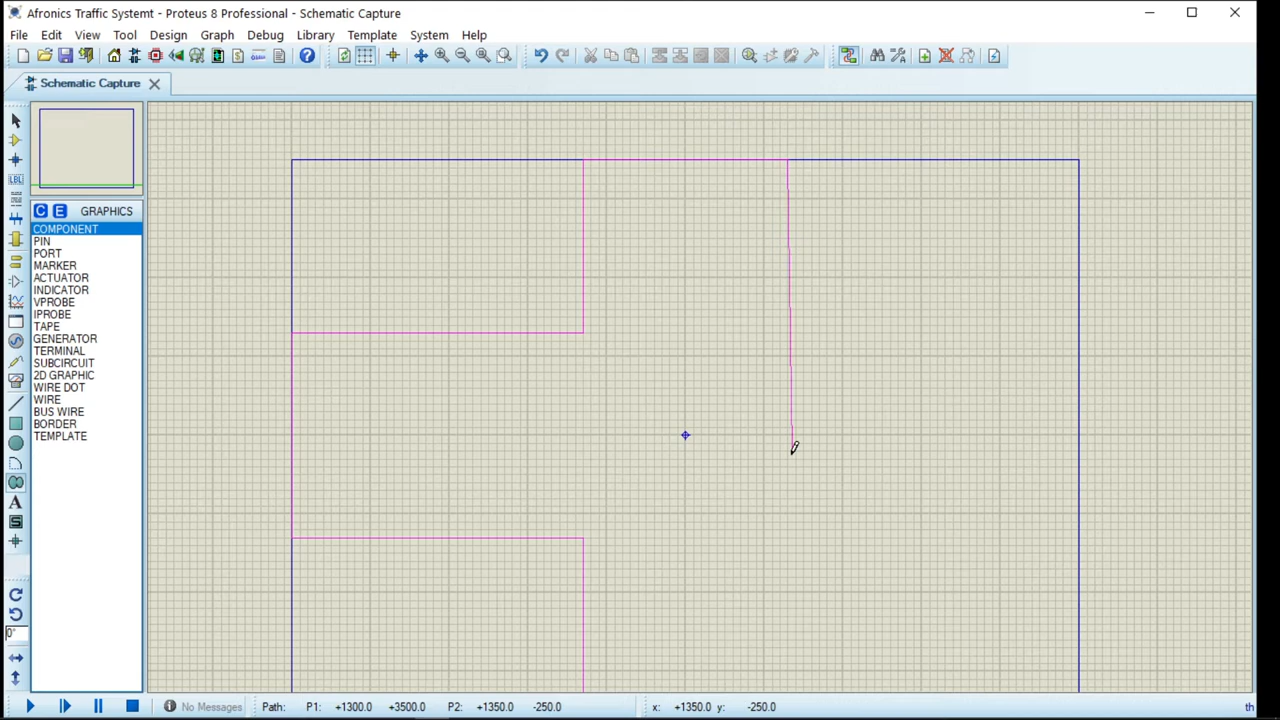 Afronics Traffic Systemt - Proteus 8 Professional - Schematic Capture
File Edit View Tool Design Graph Debug Library Template System Help
Schematic Capture
C E GRAPHICS
COMPONENT
PIN
PORT
MARKER
ACTUATOR
INDICATOR
VPROBE
IPROBE
TAPE
GENERATOR
TERMINAL
SUBCIRCUIT
2D GRAPHIC
WIRE DOT
WIRE
BUS WIRE
BORDER
TEMPLATE
LBL
A
S
0°
No Messages Path: P1: +1300.0 +3500.0 P2: +1350.0 -250.0 x: +1350.0 y: -250.0 th